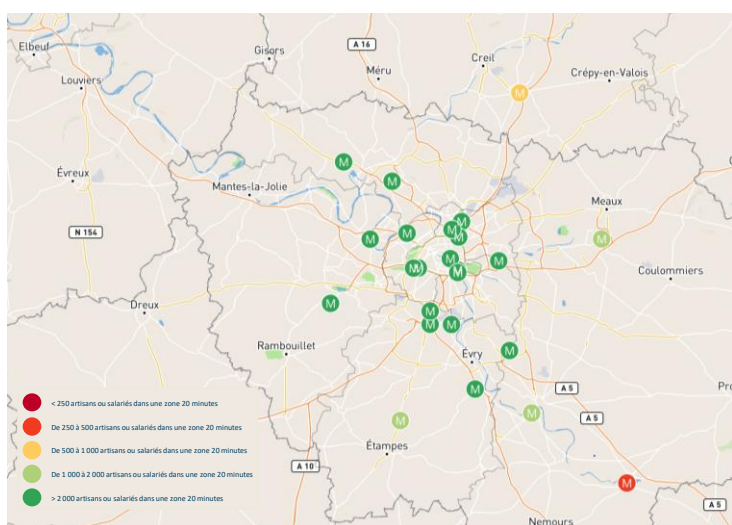 Elbeuf
Gisors
A 16
Creil
Louviers
Méru
Crépy-en-Valois
M
M
Évreux
M
Mantes-la-Jolie
Meaux
N 154
M
M
M
M
M
M
M
M
M
M
M
M
M
Coulommiers
Dreux
M
M
Rambouillet
M
M
Évry
M
A 5
M
M
M
A 5
Étampes
A 10
M
A 5
Nemours
< 250 artisans ou salariés dans une zone 20 minutes
De 250 à 500 artisans ou salariés dans une zone 20 minutes
De 500 à 1 000 artisans ou salariés dans une zone 20 minutes
De 1 000 à 2 000 artisans ou salariés dans une zone 20 minutes
> 2 000 artisans ou salariés dans une zone 20 minutes